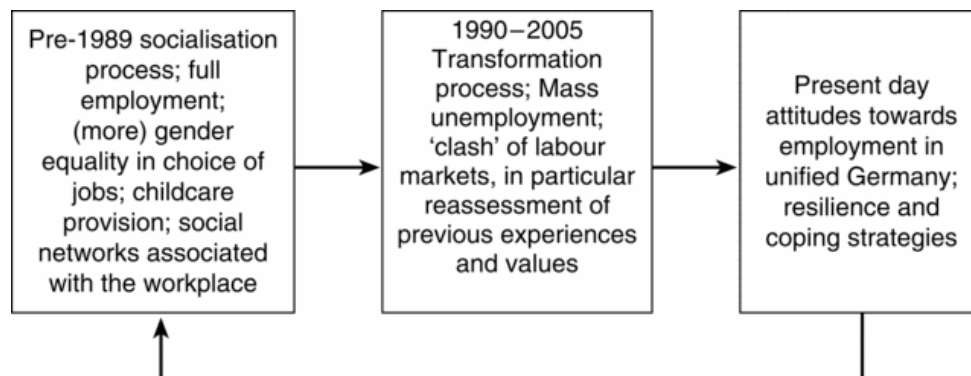 Pre-1989 socialisation
process; full
employment;
(more) gender
equality in choice of
jobs; childcare
provision; social
networks associated
with the workplace
1990–2005
Transformation
process; Mass
unemployment;
‘clash’ of labour
markets, in particular
reassessment of
previous experiences
and values
Present day
attitudes towards
employment in
unified Germany;
resilience and
coping strategies